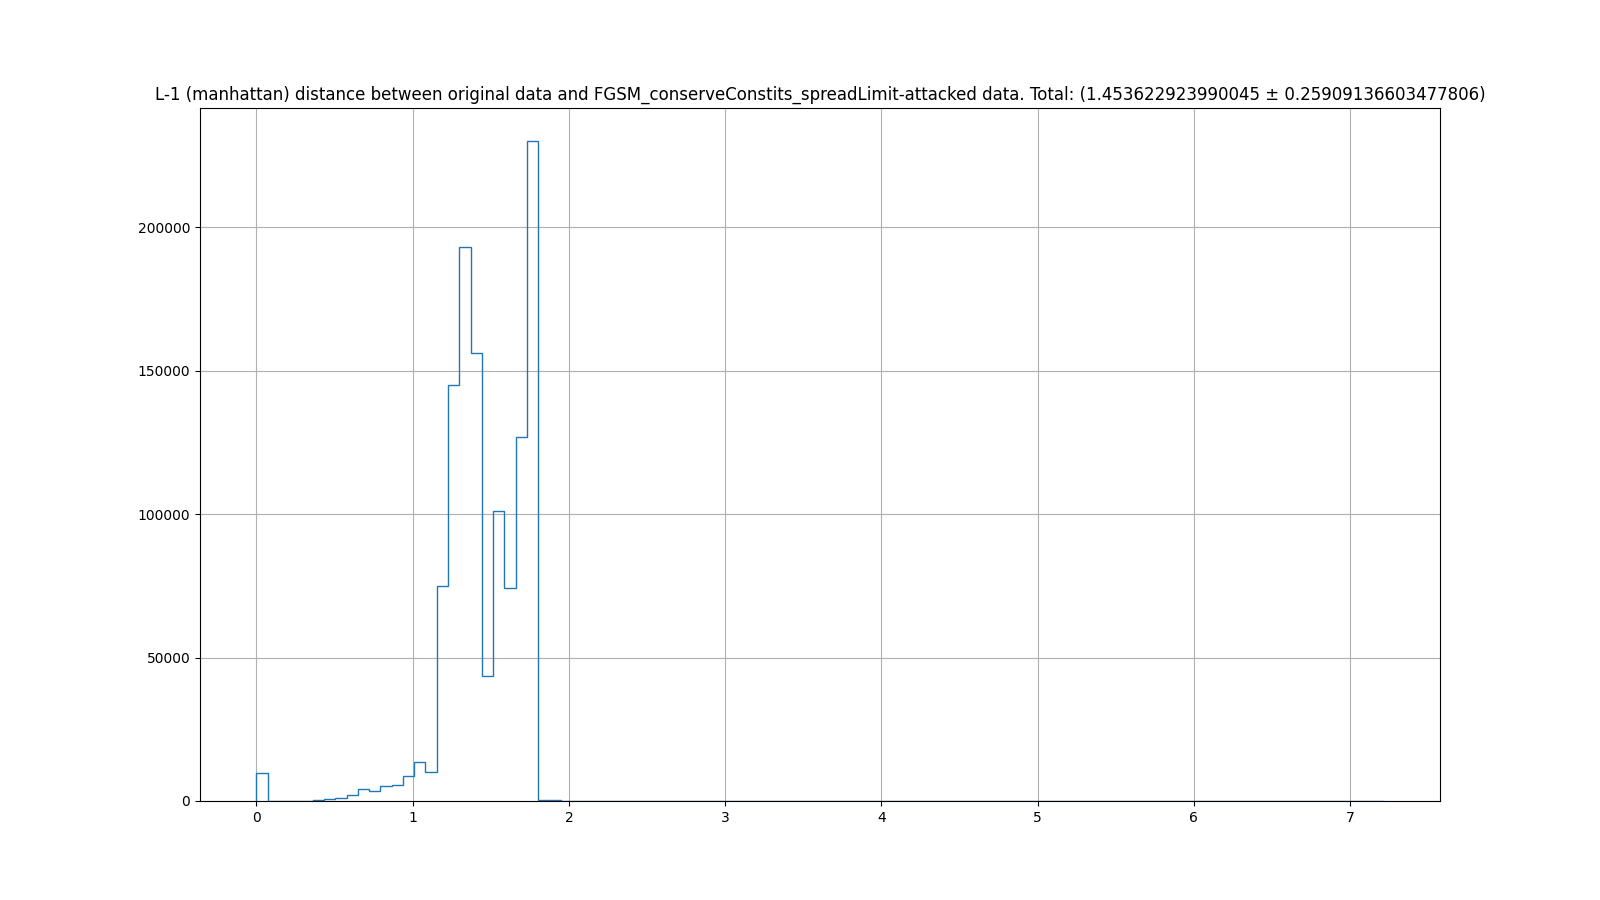 L-1 (manhattan) distance between original data and FGSM_conserveConstits_spreadLimit-attacked data. Total: (1.453622923990045 ± 0.25909136603477806)
200000
150000
100000
50000
0
0 1 2 3 4 5 6 7